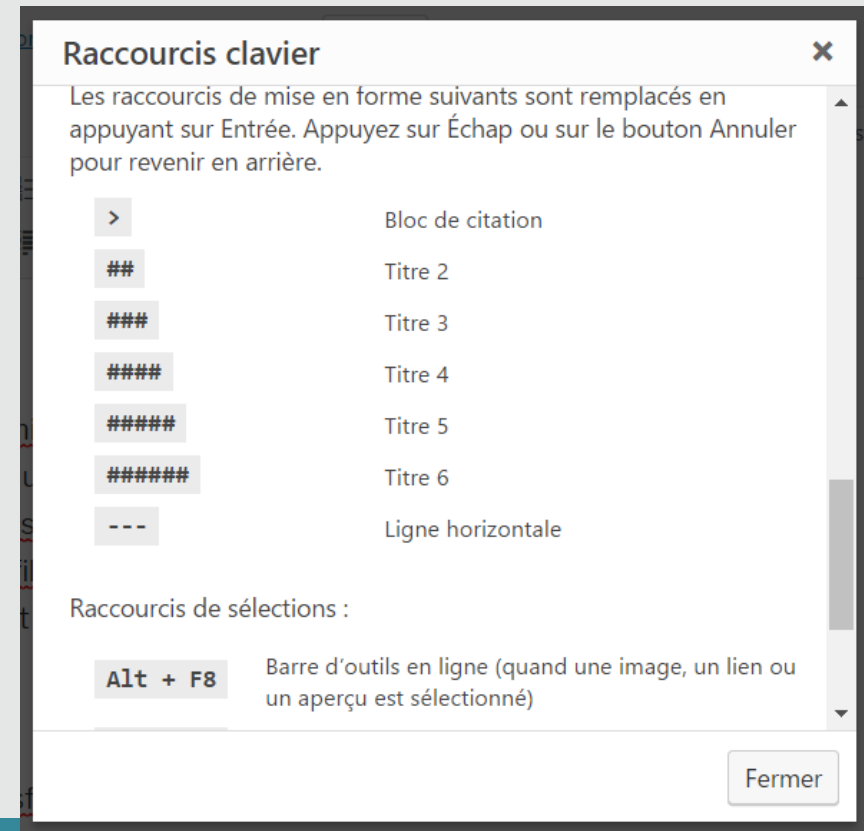 Raccourcis clavier
Les raccourcis de mise en forme suivants sont remplacés en
appuyant sur Entrée. Appuyez sur Échap ou sur le bouton Annuler
pour revenir en arrière.
> Bloc de citation
## Titre 2
### Titre 3
#### Titre 4
##### Titre 5
###### Titre 6
--- Ligne horizontale
Raccourcis de sélections :
Alt + F8 Barre d’outils en ligne (quand une image, un lien ou
un aperçu est sélectionné)
Fermer